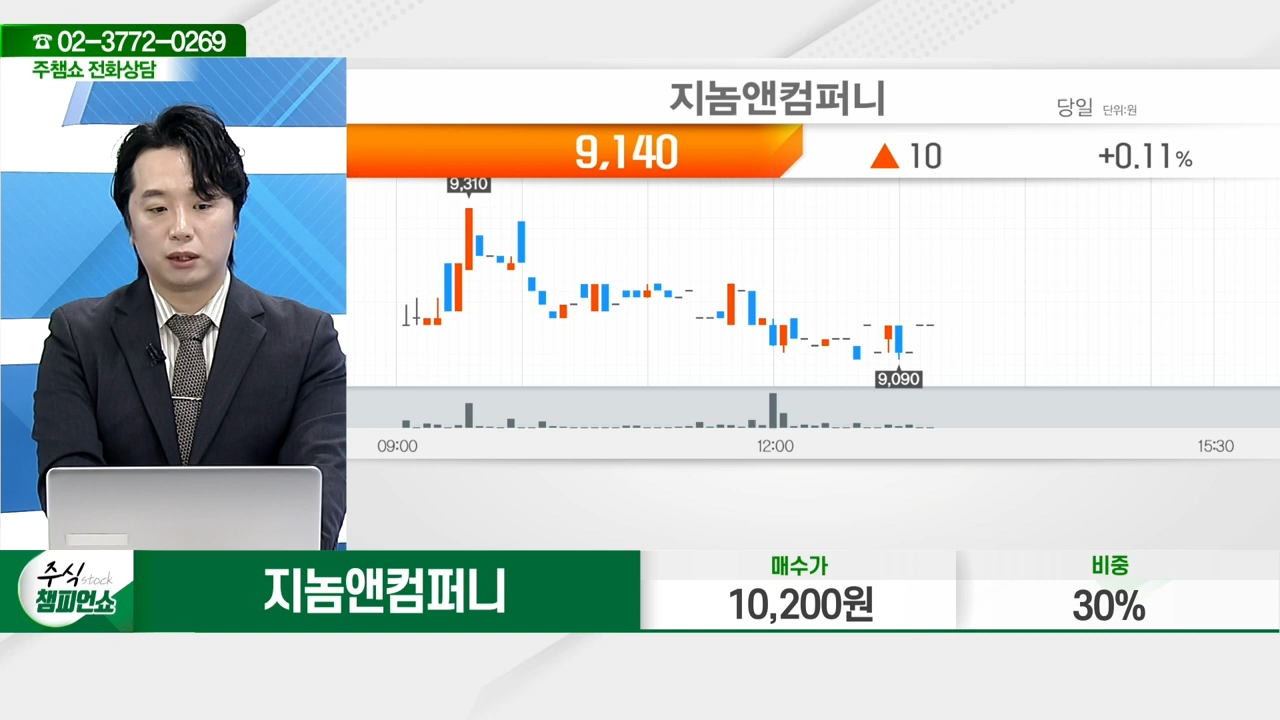 ☎ 02-3772-0269
주챔쇼 전화상담
지놈앤컴퍼니
당일 단위:원
9,140 ▲ 10 +0.11%
9,310
9,090
09:00 12:00 15:30
주식 stock
챔피언쇼
지놈앤컴퍼니
매수가
10,200원
비중
30%